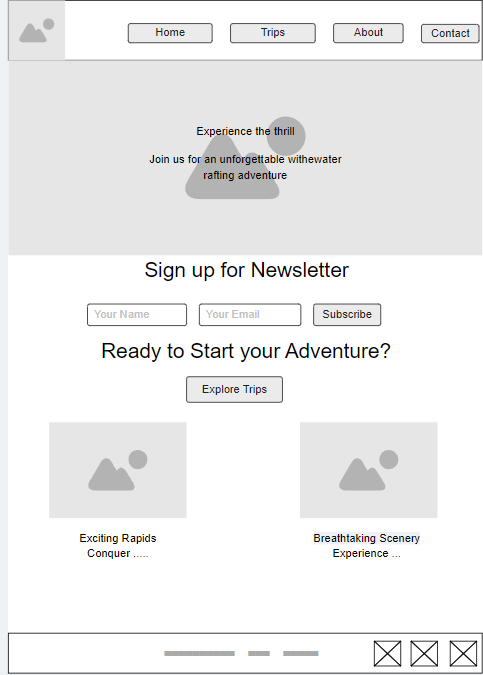 Home Trips About Contact
Experience the thrill
Join us for an unforgettable withewater
rafting adventure
Sign up for Newsletter
Your Name Your Email Subscribe
Ready to Start your Adventure?
Explore Trips
Exciting Rapids
Conquer .....
Breathtaking Scenery
Experience ...